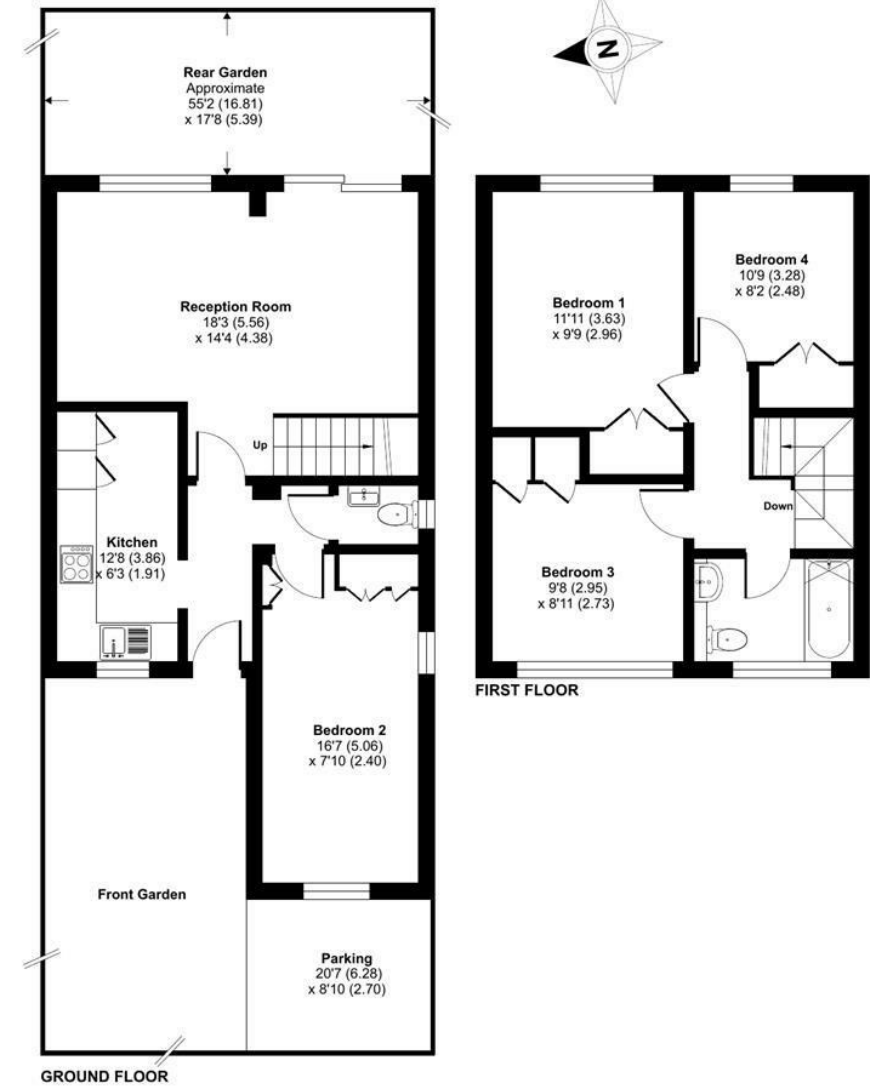 N
Rear Garden
Approximate
55'2 (16.81)
x 17'8 (5.39)
Reception Room
18'3 (5.56)
x 14'4 (4.38)
Up
Kitchen
12'8 (3.86)
x 6'3 (1.91)
Bedroom 2
16'7 (5.06)
x 7'10 (2.40)
Front Garden
Parking
20'7 (6.28)
x 8'10 (2.70)
GROUND FLOOR
Bedroom 1
11'11 (3.63)
x 9'9 (2.96)
Bedroom 4
10'9 (3.28)
x 8'2 (2.48)
Down
Bedroom 3
9'8 (2.95)
x 8'11 (2.73)
FIRST FLOOR